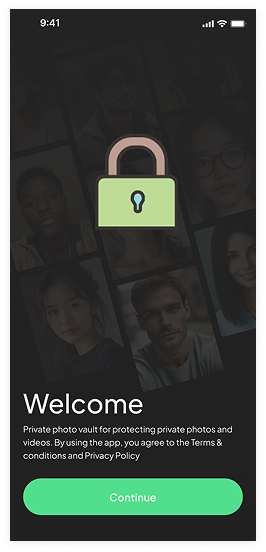 9:41
Welcome
Private photo vault for protecting private photos and
videos. By using the app, you agree to the Terms &
conditions and Privacy Policy
Continue